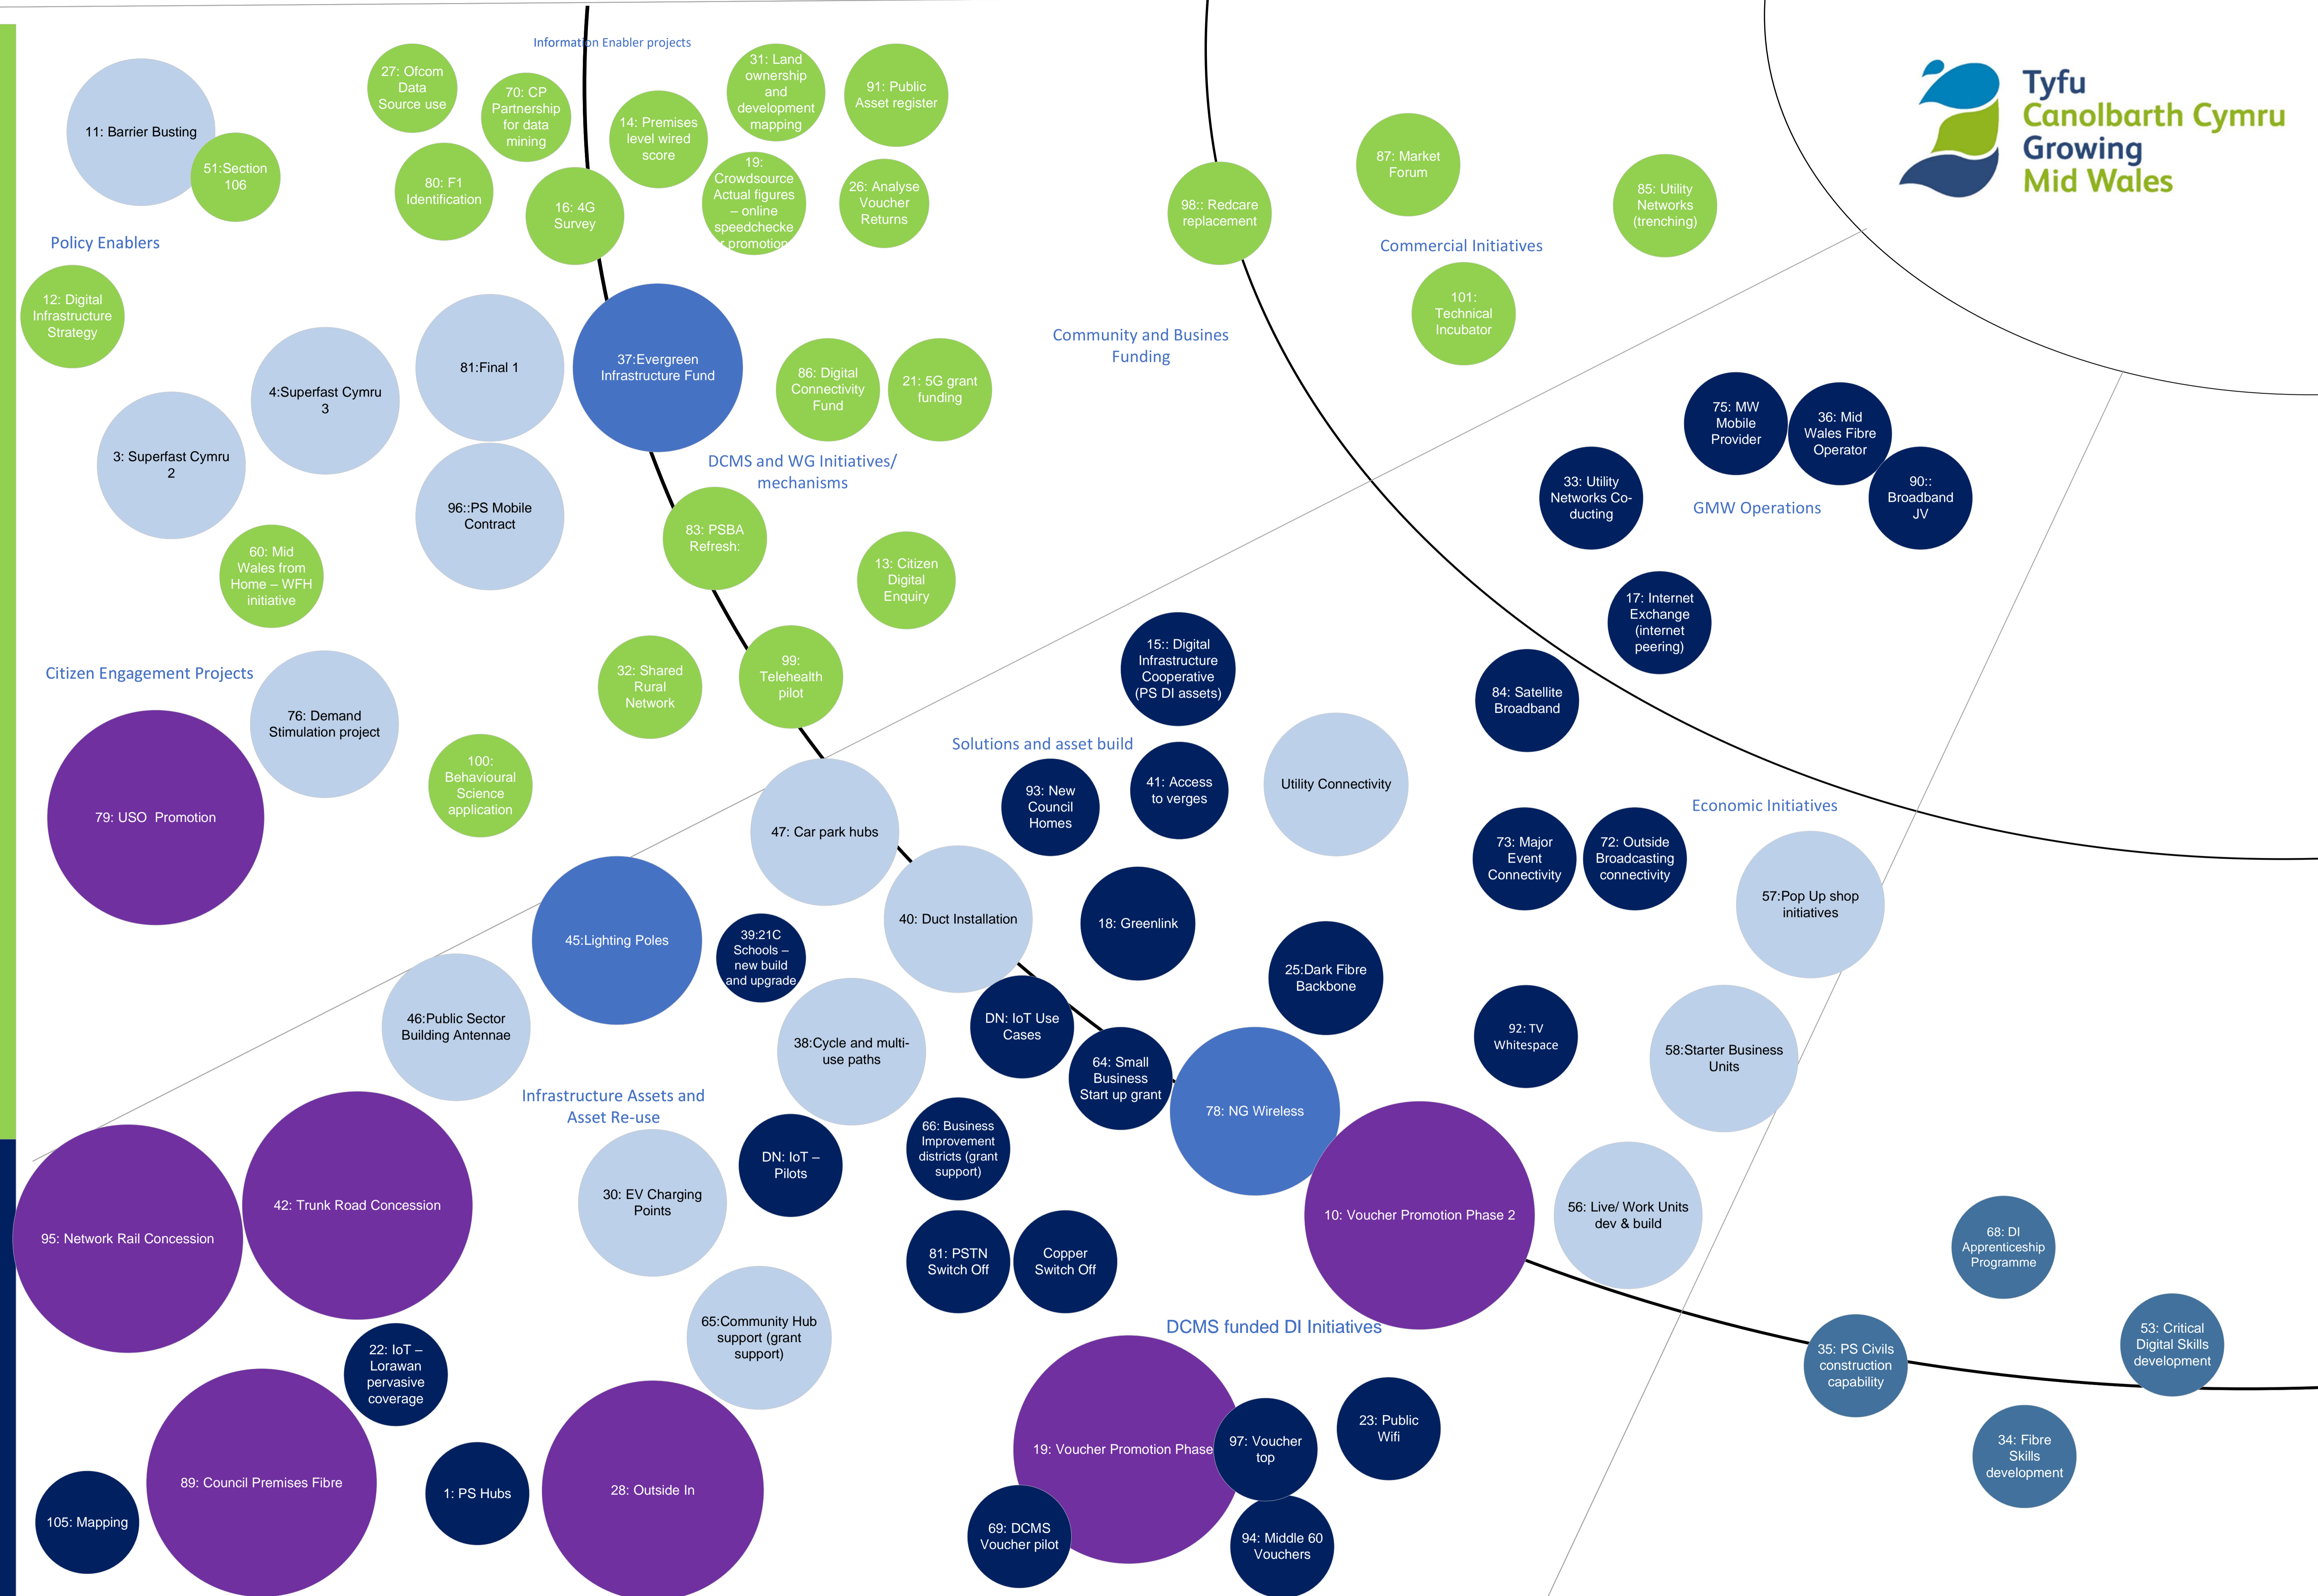 Information Enabler projects
11: Barrier Busting
51:Section
106
27: Ofcom
Data
Source use
70: CP
Partnership
for data
mining
80: F1
Identification
16: 4G
Survey
14: Premises
level wired
score
31: Land
ownership
and
development
mapping
91: Public
Asset register
19:
Crowdsource
Actual figures
– online
speedchecke
r promotion
26: Analyse
Voucher
Returns
Policy Enablers
12: Digital
Infrastructure
Strategy
98:: Redcare
replacement
87: Market
Forum
85: Utility
Networks
(trenching)
Commercial Initiatives
101:
Technical
Incubator
Tyfu
Canolbarth Cymru
Growing
Mid Wales
Community and Busines
Funding
3: Superfast Cymru
2
4:Superfast Cymru
3
81:Final 1
96::PS Mobile
Contract
37:Evergreen
Infrastructure Fund
86: Digital
Connectivity
Fund
21: 5G grant
funding
DCMS and WG Initiatives/
mechanisms
83: PSBA
Refresh:
13: Citizen
Digital
Enquiry
60: Mid
Wales from
Home – WFH
initiative
32: Shared
Rural
Network
99:
Telehealth
pilot
Citizen Engagement Projects
76: Demand
Stimulation project
79: USO  Promotion
100:
Behavioural
Science
application
75: MW
Mobile
Provider
36: Mid
Wales Fibre
Operator
33: Utility
Networks Co-
ducting
GMW Operations
90::
Broadband
JV
17: Internet
Exchange
(internet
peering)
15:: Digital
Infrastructure
Cooperative
(PS DI assets)
84: Satellite
Broadband
Solutions and asset build
93: New
Council
Homes
41: Access
to verges
Utility Connectivity
Economic Initiatives
73: Major
Event
Connectivity
72: Outside
Broadcasting
connectivity
57:Pop Up shop
initiatives
47: Car park hubs
40: Duct Installation
18: Greenlink
25:Dark Fibre
Backbone
45:Lighting Poles
39:21C
Schools –
new build
and upgrade
46:Public Sector
Building Antennae
38:Cycle and multi-
use paths
DN: IoT Use
Cases
64: Small
Business
Start up grant
78: NG Wireless
92: TV
Whitespace
58:Starter Business
Units
Infrastructure Assets and
Asset Re-use
DN: IoT –
Pilots
66: Business
Improvement
districts (grant
support)
30: EV Charging
Points
10: Voucher Promotion Phase 2
56: Live/ Work Units
dev & build
95: Network Rail Concession
42: Trunk Road Concession
81: PSTN
Switch Off
Copper
Switch Off
68: DI
Apprenticeship
Programme
65:Community Hub
support (grant
support)
DCMS funded DI Initiatives
22: IoT –
Lorawan
pervasive
coverage
35: PS Civils
construction
capability
53: Critical
Digital Skills
development
19: Voucher Promotion Phase
97: Voucher
top
23: Public
Wifi
34: Fibre
Skills
development
89: Council Premises Fibre
1: PS Hubs
28: Outside In
105: Mapping
69: DCMS
Voucher pilot
94: Middle 60
Vouchers